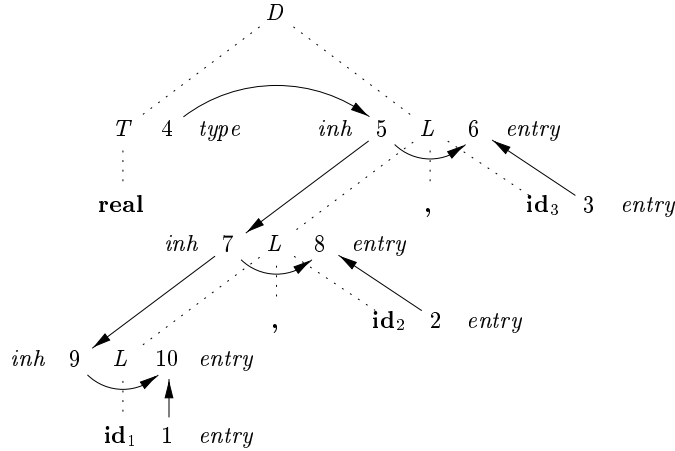 D
T 4 type inh 5 L 6 entry
real , id3 3 entry
inh 7 L 8 entry
, id2 2 entry
inh 9 L 10 entry
id1 1 entry